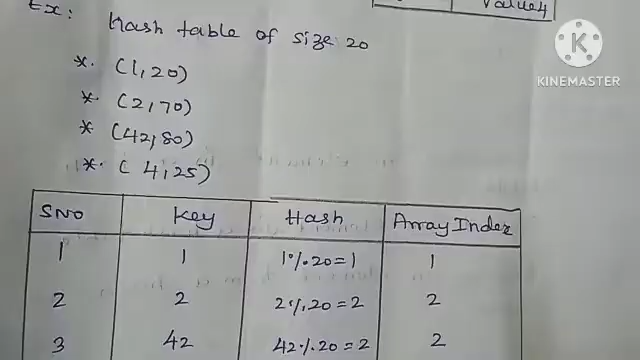 Value4
Ex: Hash table of size 20
*. (1,20)
*. (2,70)
* (42,80)
*. (4,25)
KINEMASTER
SNO Key Hash Array Index
1 1 1%20=1 1
2 2 2%20=2 2
3 42 42%20=2 2